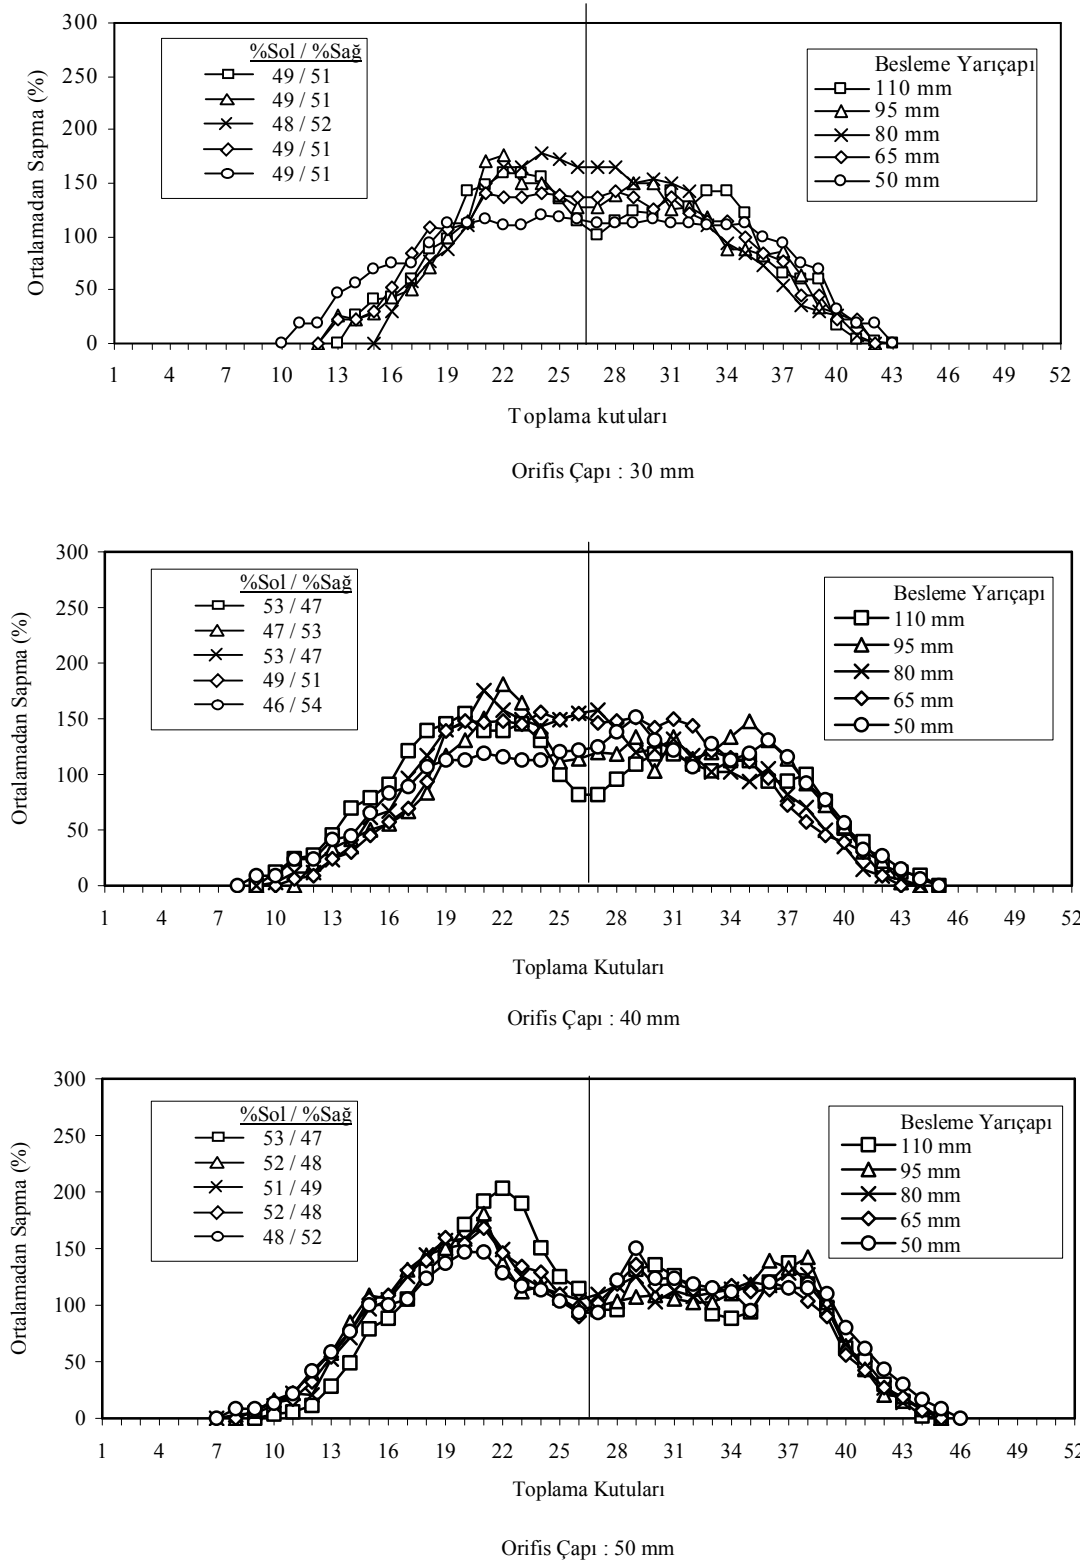 300
250
200
150
100
50
0
Ortalamadan Sapma (%)
%Sol / %Sağ
49 / 51
49 / 51
48 / 52
49 / 51
49 / 51
Besleme Yarıçapı
110 mm
95 mm
80 mm
65 mm
50 mm
1 4 7 10 13 16 19 22 25 28 31 34 37 40 43 46 49 52
Toplama kutuları
Orifis Çapı : 30 mm
300
250
200
150
100
50
0
Ortalamadan Sapma (%)
%Sol / %Sağ
53 / 47
47 / 53
53 / 47
49 / 51
46 / 54
Besleme Yarıçapı
110 mm
95 mm
80 mm
65 mm
50 mm
1 4 7 10 13 16 19 22 25 28 31 34 37 40 43 46 49 52
Toplama Kutuları
Orifis Çapı : 40 mm
300
250
200
150
100
50
0
Ortalamadan Sapma (%)
%Sol / %Sağ
53 / 47
52 / 48
51 / 49
52 / 48
48 / 52
Besleme Yarıçapı
110 mm
95 mm
80 mm
65 mm
50 mm
1 4 7 10 13 16 19 22 25 28 31 34 37 40 43 46 49 52
Toplama Kutuları
Orifis Çapı : 50 mm